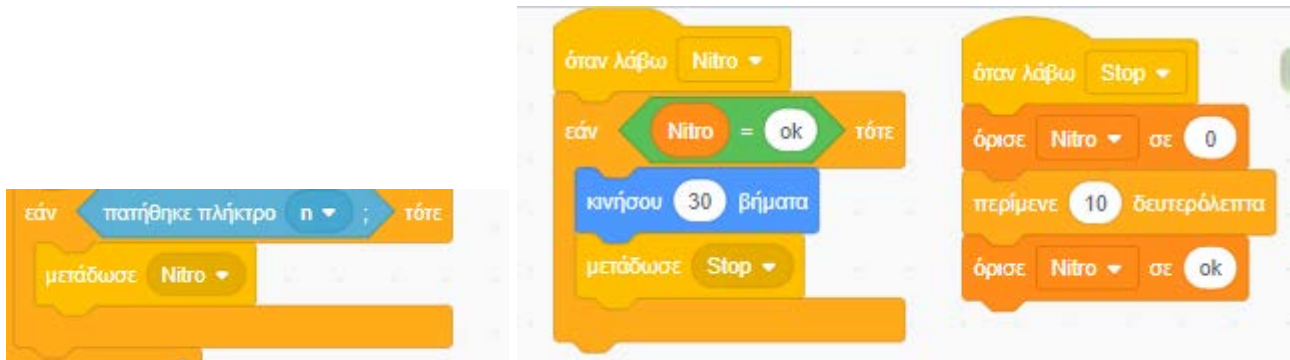 εάν πατήθηκε πλήκτρο n ; τότε
μετάδωσε Nitro
όταν λάβω Nitro
εάν Nitro = ok τότε
κινήσου 30 βήματα
μετάδωσε Stop
όταν λάβω Stop
όρισε Nitro σε 0
περίμενε 10 δευτερόλεπτα
όρισε Nitro σε ok